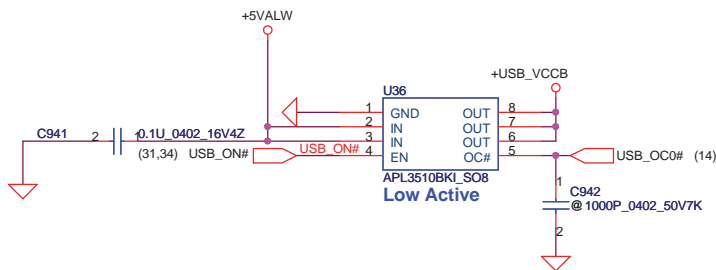 +5VALW
U36
+USB_VCCB
1 GND OUT 8
C941 2 1 0.1U_0402_16V4Z
2 IN OUT 7
3 IN OUT 6
(31,34) USB_ON# USB_ON# 4 EN OC# 5 USB_OC0# (14)
APL3510BKI_SO8
Low Active
1 C942
@ 1000P_0402_50V7K
2